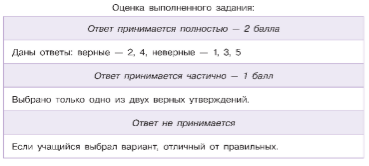 Оценка выполненного задания:
Ответ принимается полностью — 2 балла
Даны ответы: верные — 2, 4, неверные — 1, 3, 5
Ответ принимается частично — 1 балл
Выбрано только одно из двух верных утверждений.
Ответ не принимается
Если учащийся выбрал вариант, отличный от правильных.